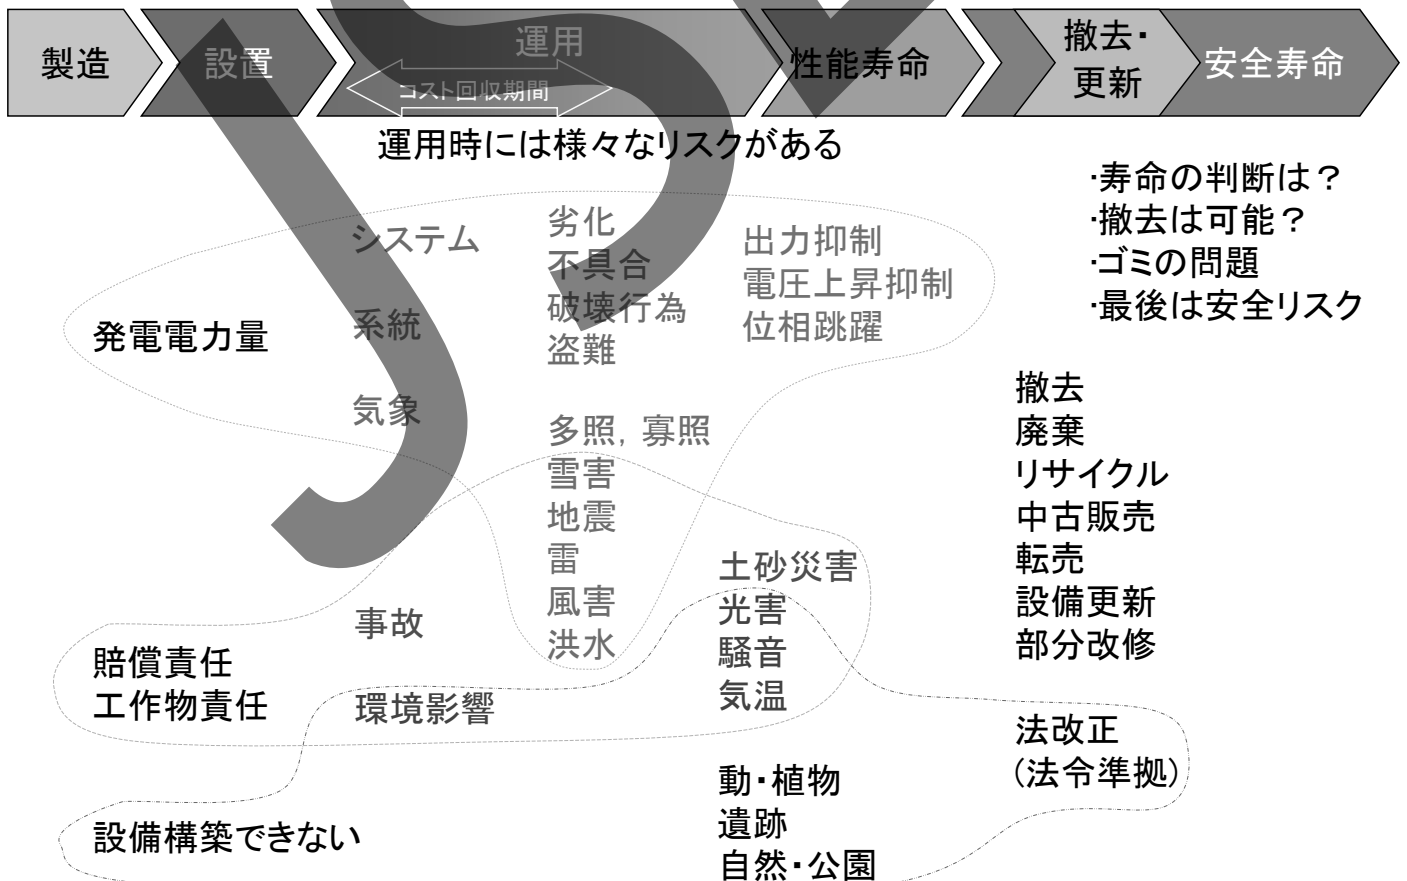 製造
設置
運用
コスト回収期間
性能寿命
撤去・
更新
安全寿命
運用時には様々なリスクがある
・寿命の判断は？
・撤去は可能？
・ゴミの問題
・最後は安全リスク
発電電力量
システム
系統
気象
劣化
不具合
破壊行為
盗難
出力抑制
電圧上昇抑制
位相跳躍
多照，寡照
雪害
地震
雷
風害
洪水
撤去
廃棄
リサイクル
中古販売
転売
設備更新
部分改修
賠償責任
工作物責任
事故
環境影響
土砂災害
光害
騒音
気温
法改正
(法令準拠)
設備構築できない
動・植物
遺跡
自然・公園